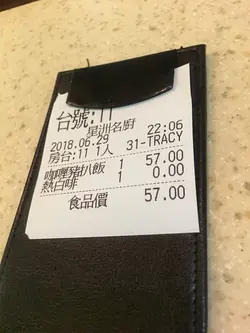 台號:11
星洲名廚
2018.06.29 22:06
房台:11 1人 31-TRACY
咖喱豬扒飯 1 57.00
熱白啡 1 0.00
食品價 57.00